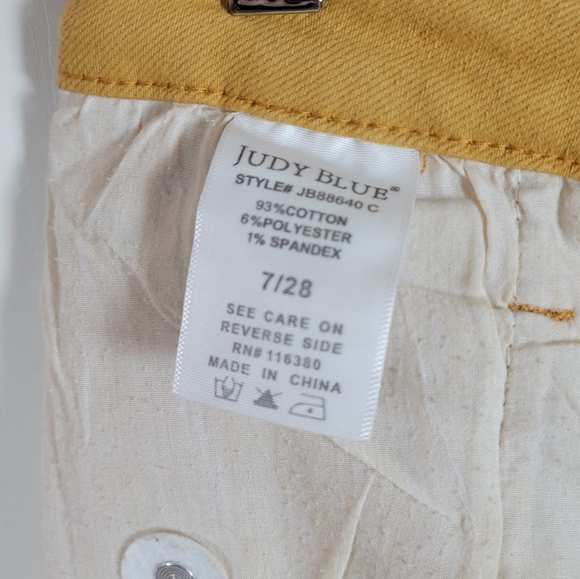 JUDY BLUE®
STYLE# JB88640 C
93%COTTON
6%POLYESTER
1% SPANDEX
7/28
SEE CARE ON
REVERSE SIDE
RN# 116380
MADE IN CHINA